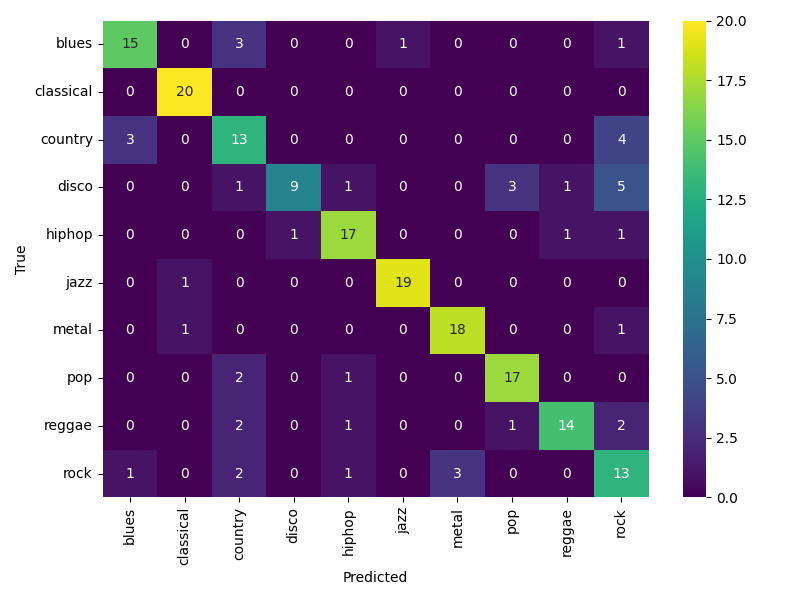 blues 15 0 3 0 0 1 0 0 0 1
classical 0 20 0 0 0 0 0 0 0 0
country 3 0 13 0 0 0 0 0 0 4
disco 0 0 1 9 1 0 0 3 1 5
hiphop 0 0 0 1 17 0 0 0 1 1
jazz 0 1 0 0 0 19 0 0 0 0
metal 0 1 0 0 0 0 18 0 0 1
pop 0 0 2 0 1 0 0 17 0 0
reggae 0 0 2 0 1 0 0 1 14 2
rock 1 0 2 0 1 0 3 0 0 13
True
blues classical country disco hiphop jazz metal pop reggae rock
Predicted
20.0
17.5
15.0
12.5
10.0
7.5
5.0
2.5
0.0